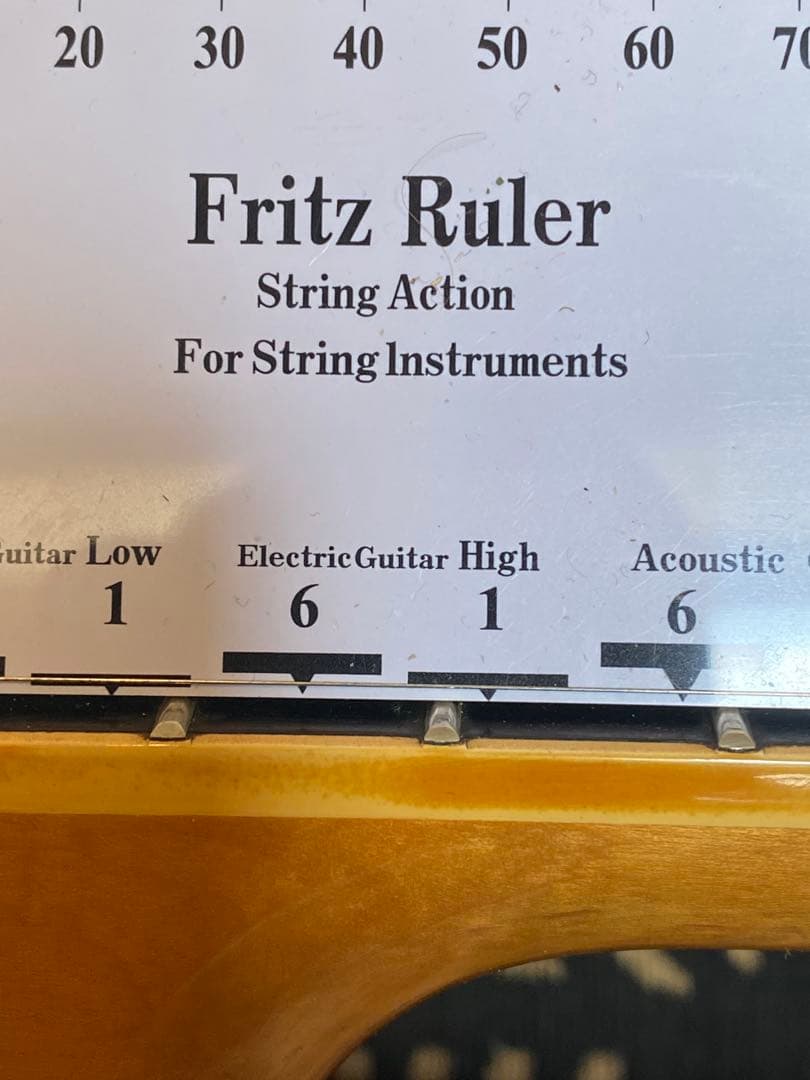 20 30 40 50 60
Fritz Ruler
String Action
For String Instruments
Guitar Low Electric Guitar High Acoustic
1 6 1 6